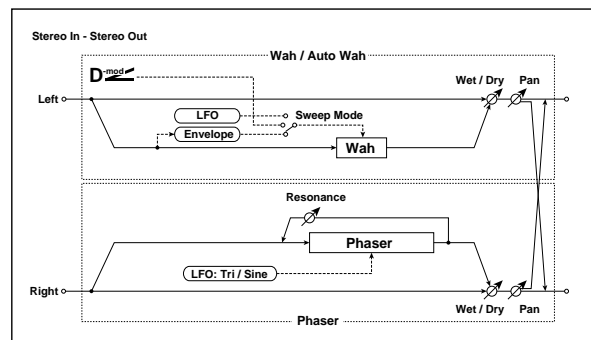 Stereo In - Stereo Out
Wah / Auto Wah
D-mod
Wet / Dry
Pan
Left
LFO
Sweep Mode
Envelope
Wah
Resonance
Phaser
LFO: Tri / Sine
Right
Wet / Dry
Pan
Phaser